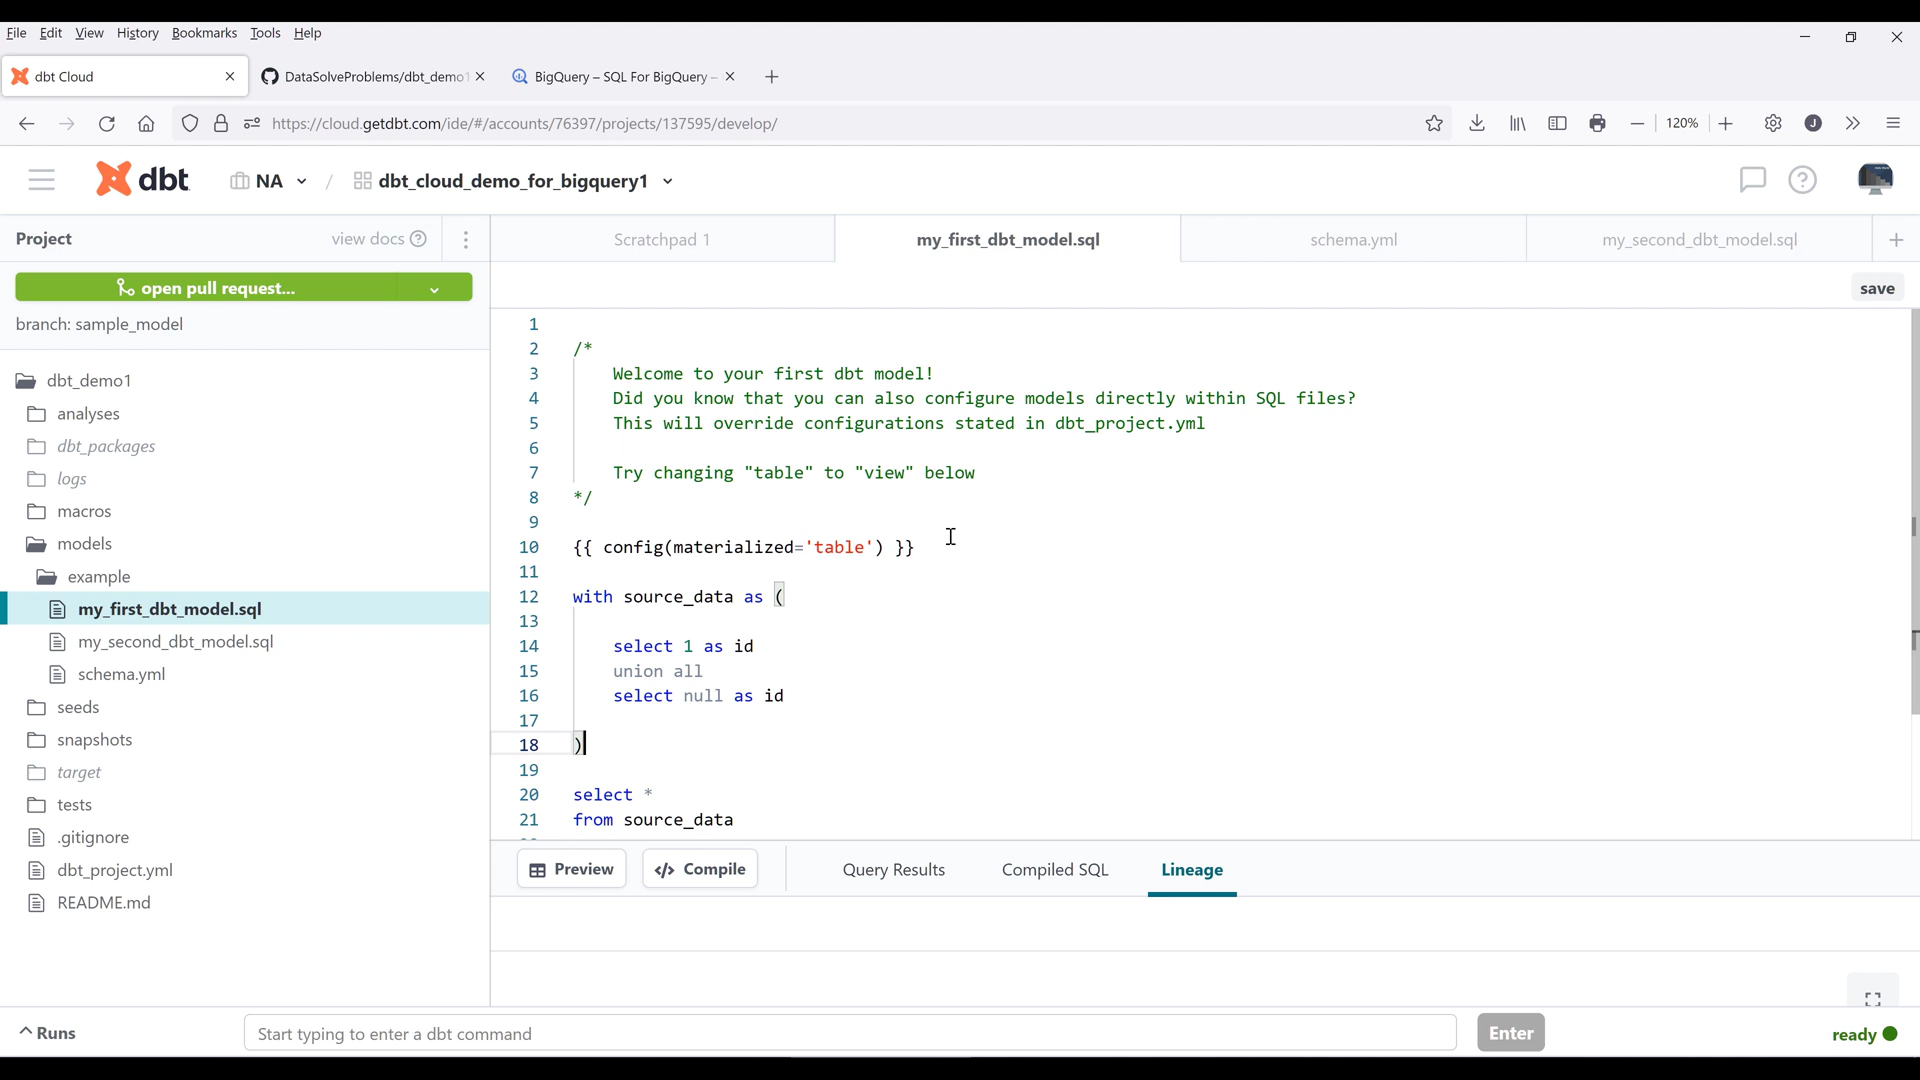 File Edit View History Bookmarks Tools Help
dbt Cloud
DataSolveProblems/dbt_demo1
BigQuery – SQL For BigQuery –
https://cloud.getdbt.com/ide/#/accounts/76397/projects/137595/develop/
120%
J
dbt
NA / dbt_cloud_demo_for_bigquery1
Project
view docs
Scratchpad 1
my_first_dbt_model.sql
schema.yml
my_second_dbt_model.sql
open pull request...
save
branch: sample_model
dbt_demo1
analyses
dbt_packages
logs
macros
models
example
my_first_dbt_model.sql
my_second_dbt_model.sql
schema.yml
seeds
snapshots
target
tests
.gitignore
dbt_project.yml
README.md
1
2 /*
3 Welcome to your first dbt model!
4 Did you know that you can also configure models directly within SQL files?
5 This will override configurations stated in dbt_project.yml
6
7 Try changing "table" to "view" below
8 */
9
10 {{ config(materialized='table') }}
11
12 with source_data as (
13
14 select 1 as id
15 union all
16 select null as id
17
18 )
19
20 select *
21 from source_data
Preview
Compile
Query Results
Compiled SQL
Lineage
Runs
Start typing to enter a dbt command
Enter
ready